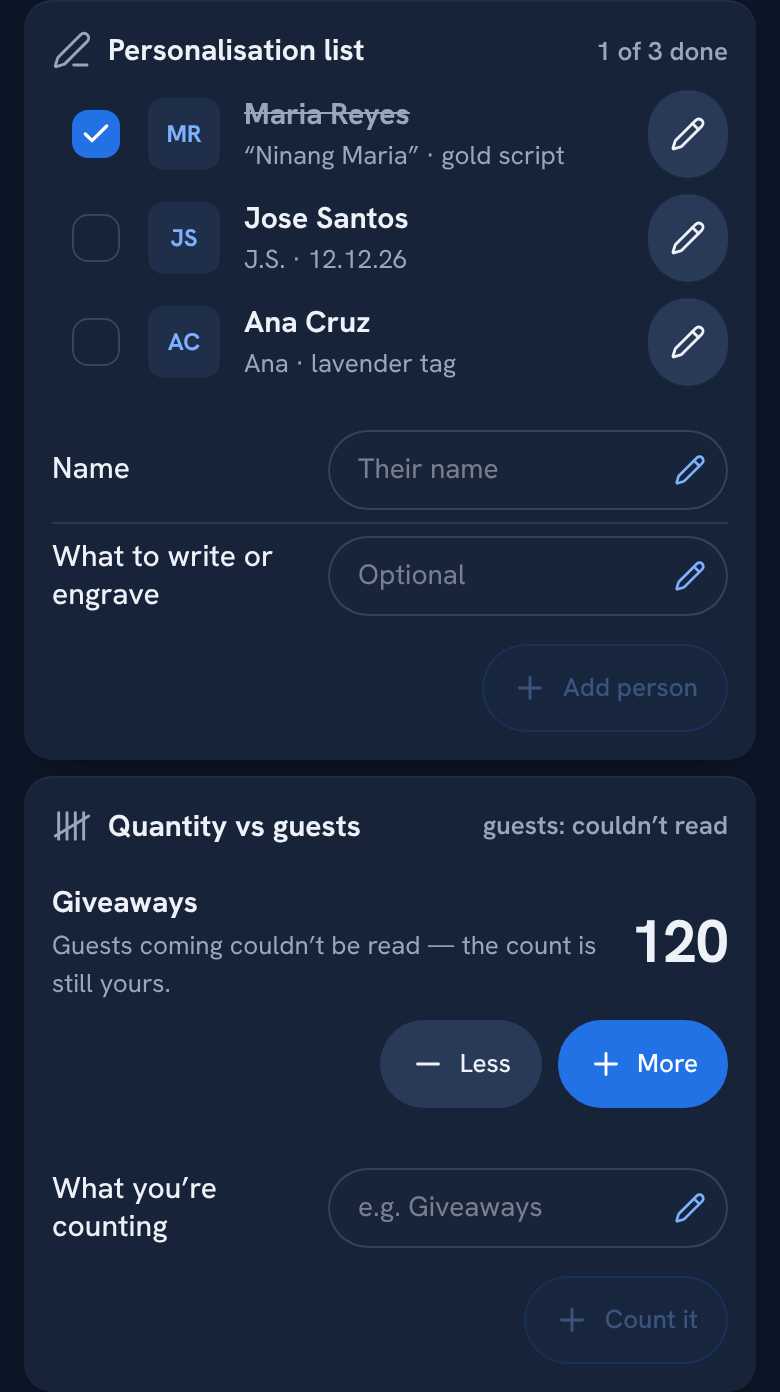 Personalisation list
1 of 3 done
MR
Maria Reyes
“Ninang Maria” · gold script
JS
Jose Santos
J.S. · 12.12.26
AC
Ana Cruz
Ana · lavender tag
Name
Their name
What to write or
engrave
Optional
Add person
Quantity vs guests
guests: couldn’t read
Giveaways
Guests coming couldn’t be read — the count is
still yours.
120
Less
More
What you’re
counting
e.g. Giveaways
Count it